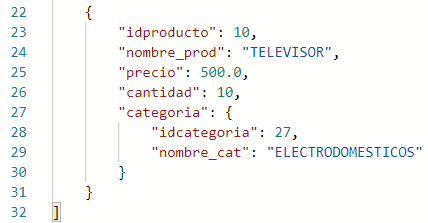 22 {
23 "idproducto": 10,
24 "nombre_prod": "TELEVISOR",
25 "precio": 500.0,
26 "cantidad": 10,
27 "categoria": {
28 "idcategoria": 27,
29 "nombre_cat": "ELECTRODOMESTICOS"
30 }
31 }
32 ]